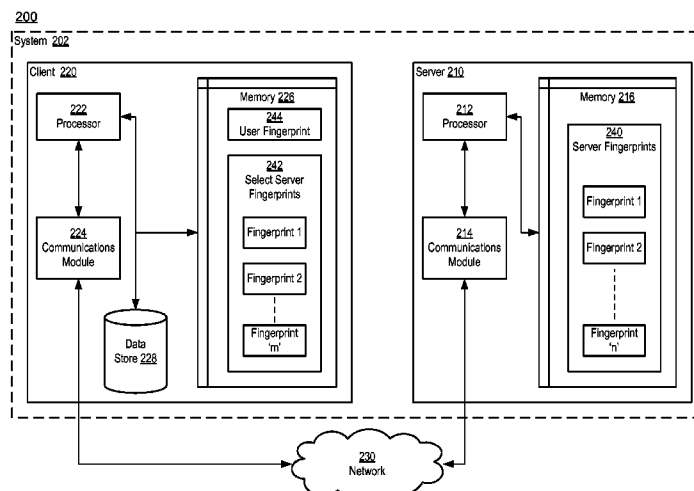 200
System 202
Client 220
222
Processor
224
Communications
Module
Data
Store 228
Memory 226
244
User Fingerprint
242
Select Server
Fingerprints
Fingerprint 1
Fingerprint 2
Fingerprint
'm'
Server 210
212
Processor
214
Communications
Module
Memory 216
240
Server Fingerprints
Fingerprint 1
Fingerprint 2
Fingerprint
'n'
230
Network